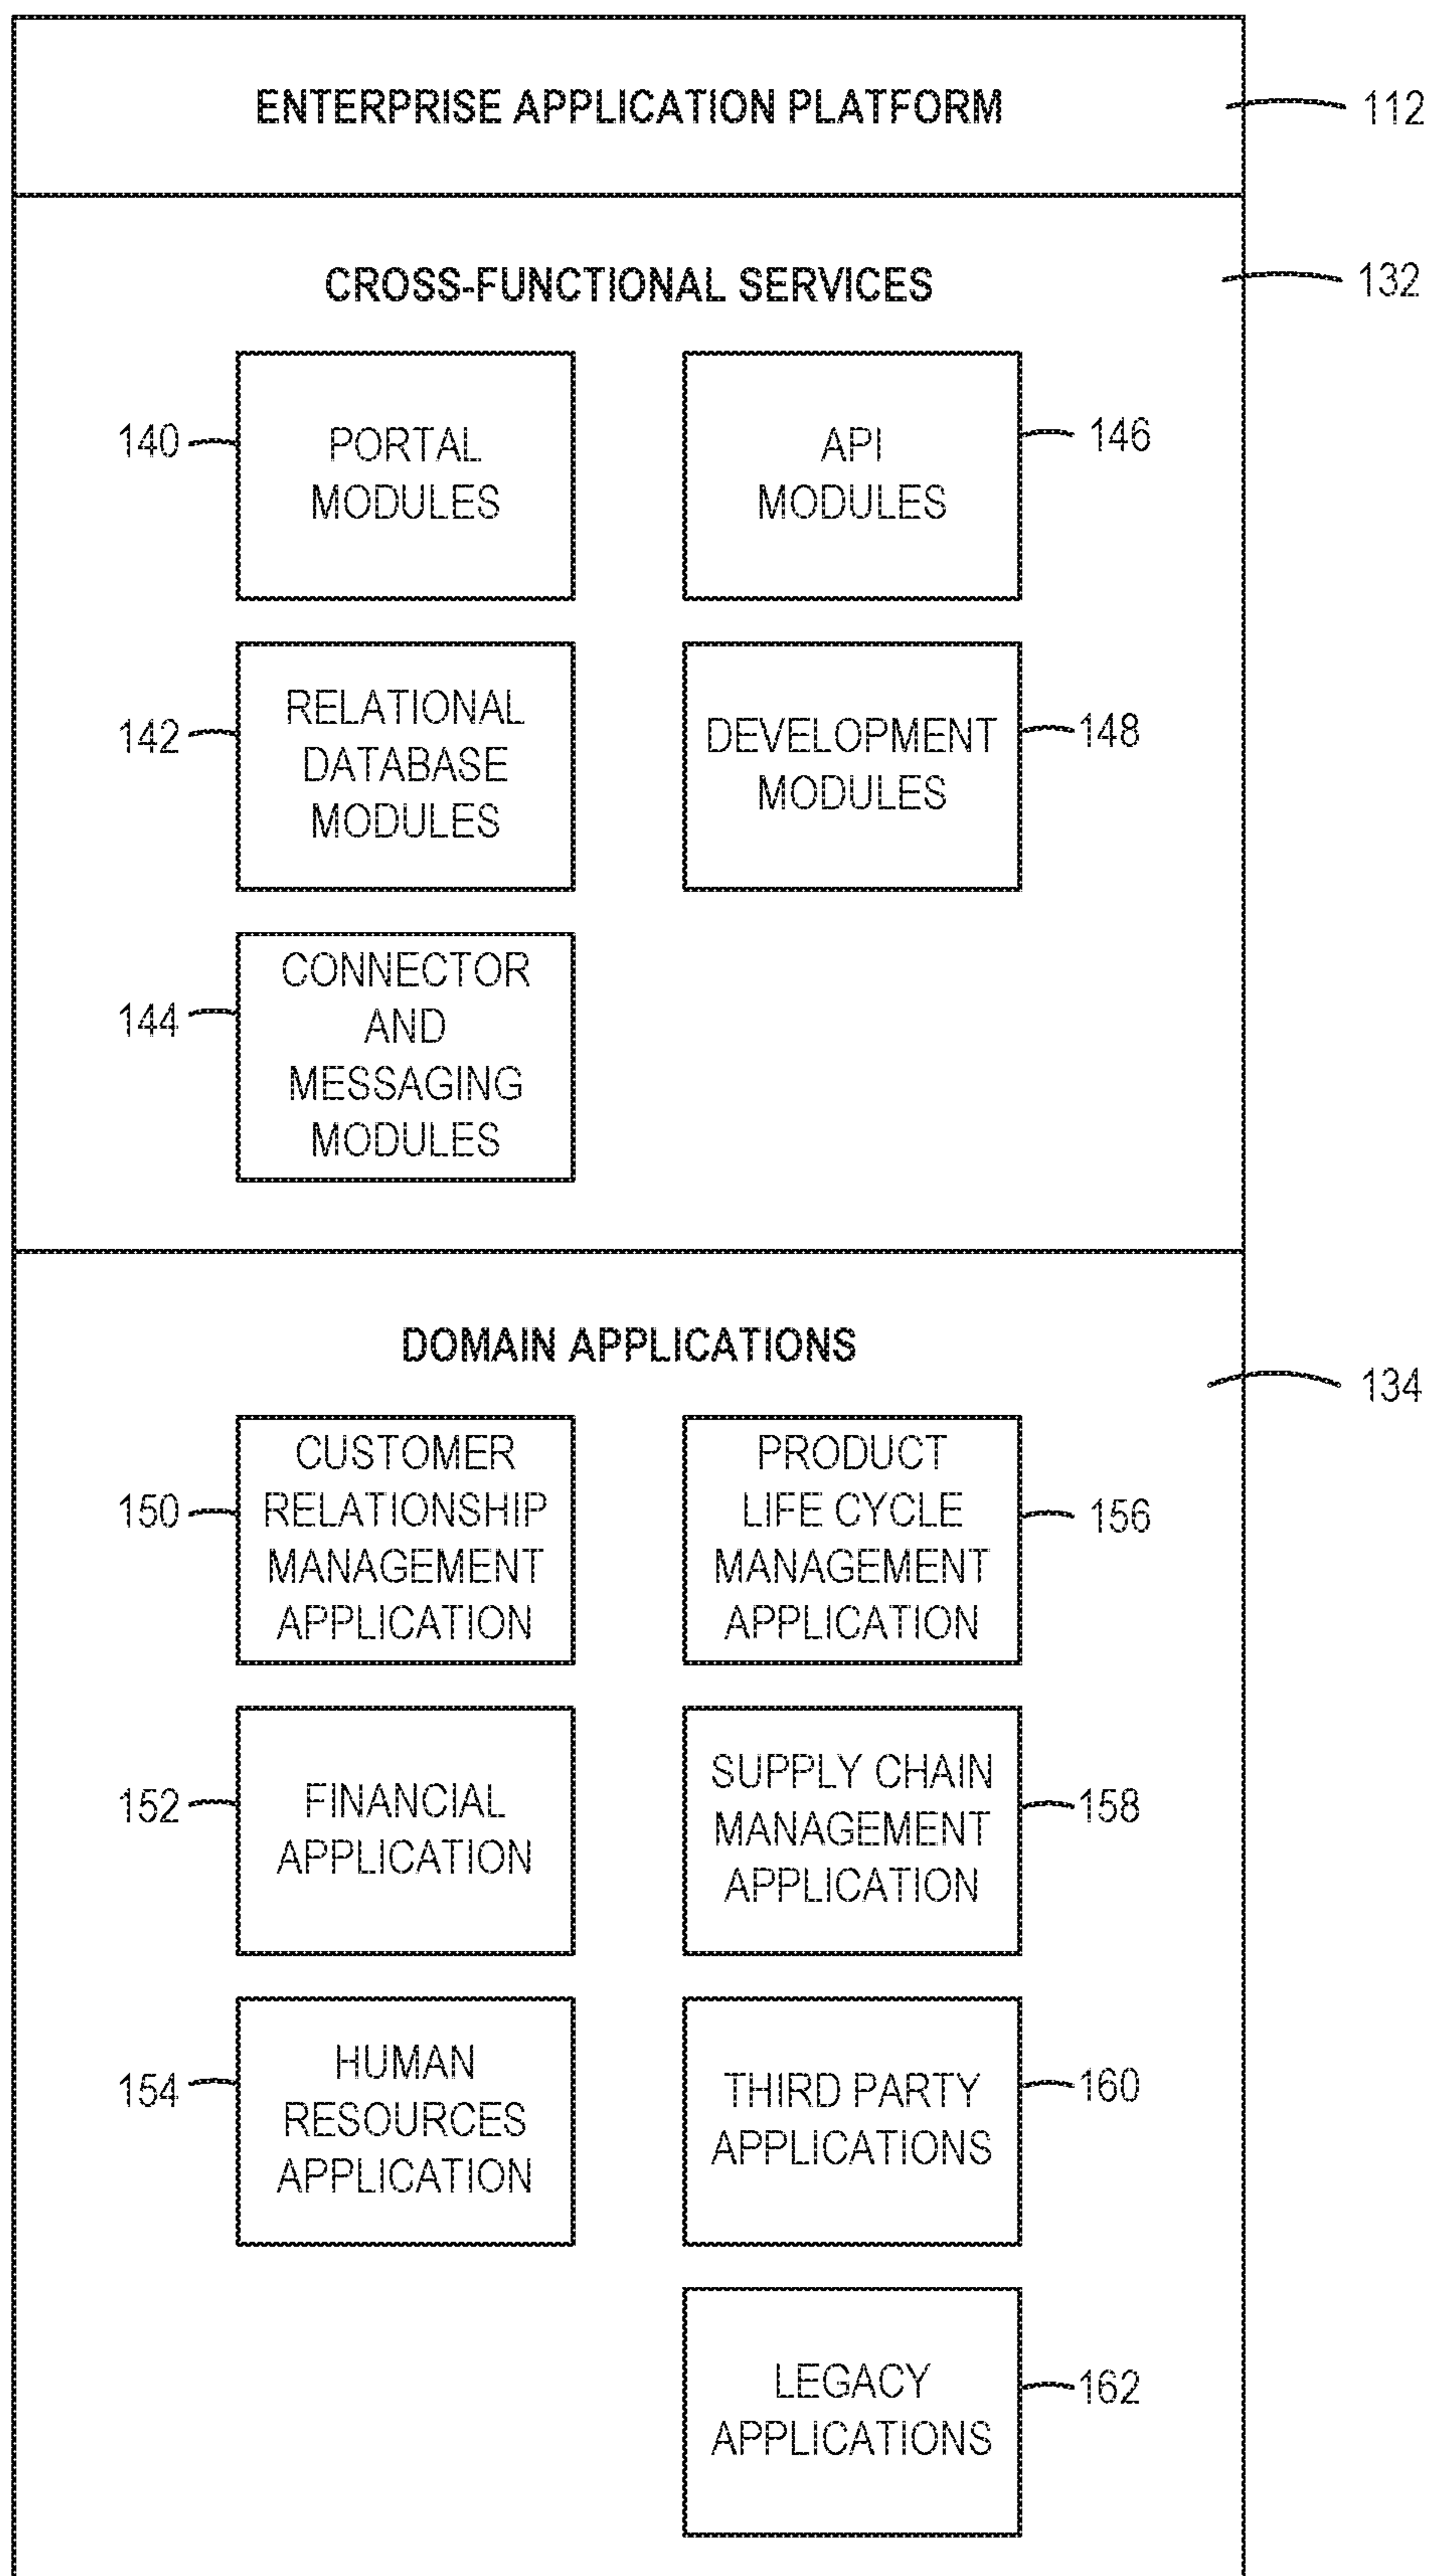 ENTERPRISE APPLICATION PLATFORM
112
CROSS-FUNCTIONAL SERVICES
132
140
PORTAL
MODULES
API
MODULES
146
142
RELATIONAL
DATABASE
MODULES
DEVELOPMENT
MODULES
148
144
CONNECTOR
AND
MESSAGING
MODULES
DOMAIN APPLICATIONS
134
150
CUSTOMER
RELATIONSHIP
MANAGEMENT
APPLICATION
PRODUCT
LIFE CYCLE
MANAGEMENT
APPLICATION
156
152
FINANCIAL
APPLICATION
SUPPLY CHAIN
MANAGEMENT
APPLICATION
158
154
HUMAN
RESOURCES
APPLICATION
THIRD PARTY
APPLICATIONS
160
LEGACY
APPLICATIONS
162